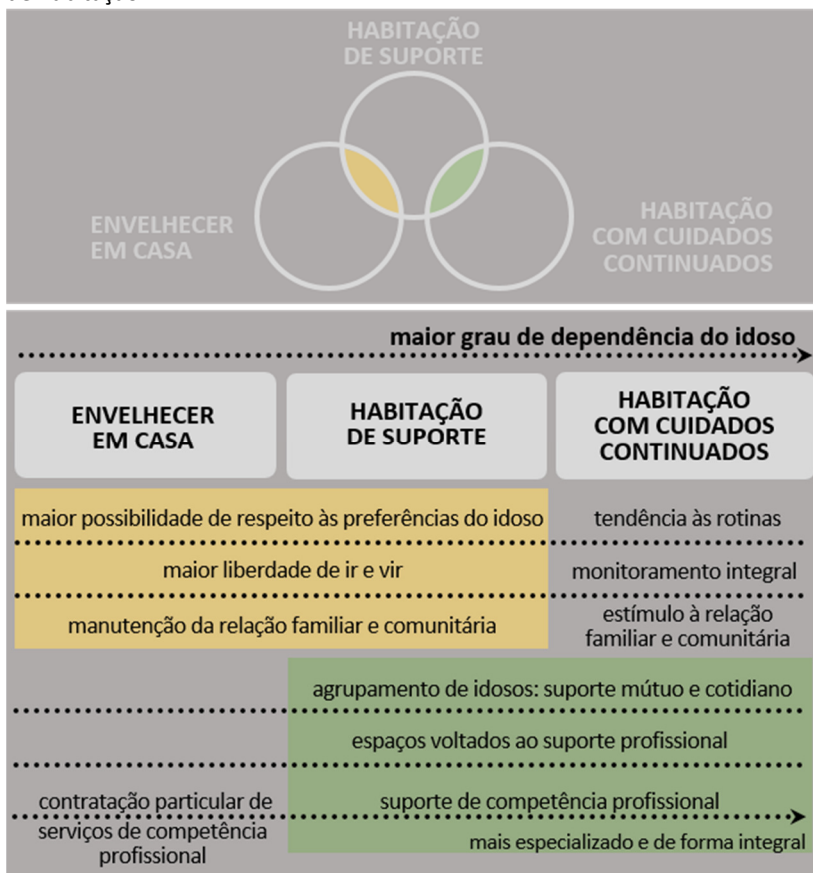 HABITAÇÃO
DE SUPORTE
ENVELHECER
EM CASA
HABITAÇÃO
COM CUIDADOS
CONTINUADOS
maior grau de dependência do idoso
ENVELHECER
EM CASA
HABITAÇÃO
DE SUPORTE
HABITAÇÃO
COM CUIDADOS
CONTINUADOS
maior possibilidade de respeito às preferências do idoso
tendência às rotinas
maior liberdade de ir e vir
monitoramento integral
manutenção da relação familiar e comunitária
estímulo à relação
familiar e comunitária
agrupamento de idosos: suporte mútuo e cotidiano
espaços voltados ao suporte profissional
contratação particular de
serviços de competência
profissional
suporte de competência profissional
mais especializado e de forma integral